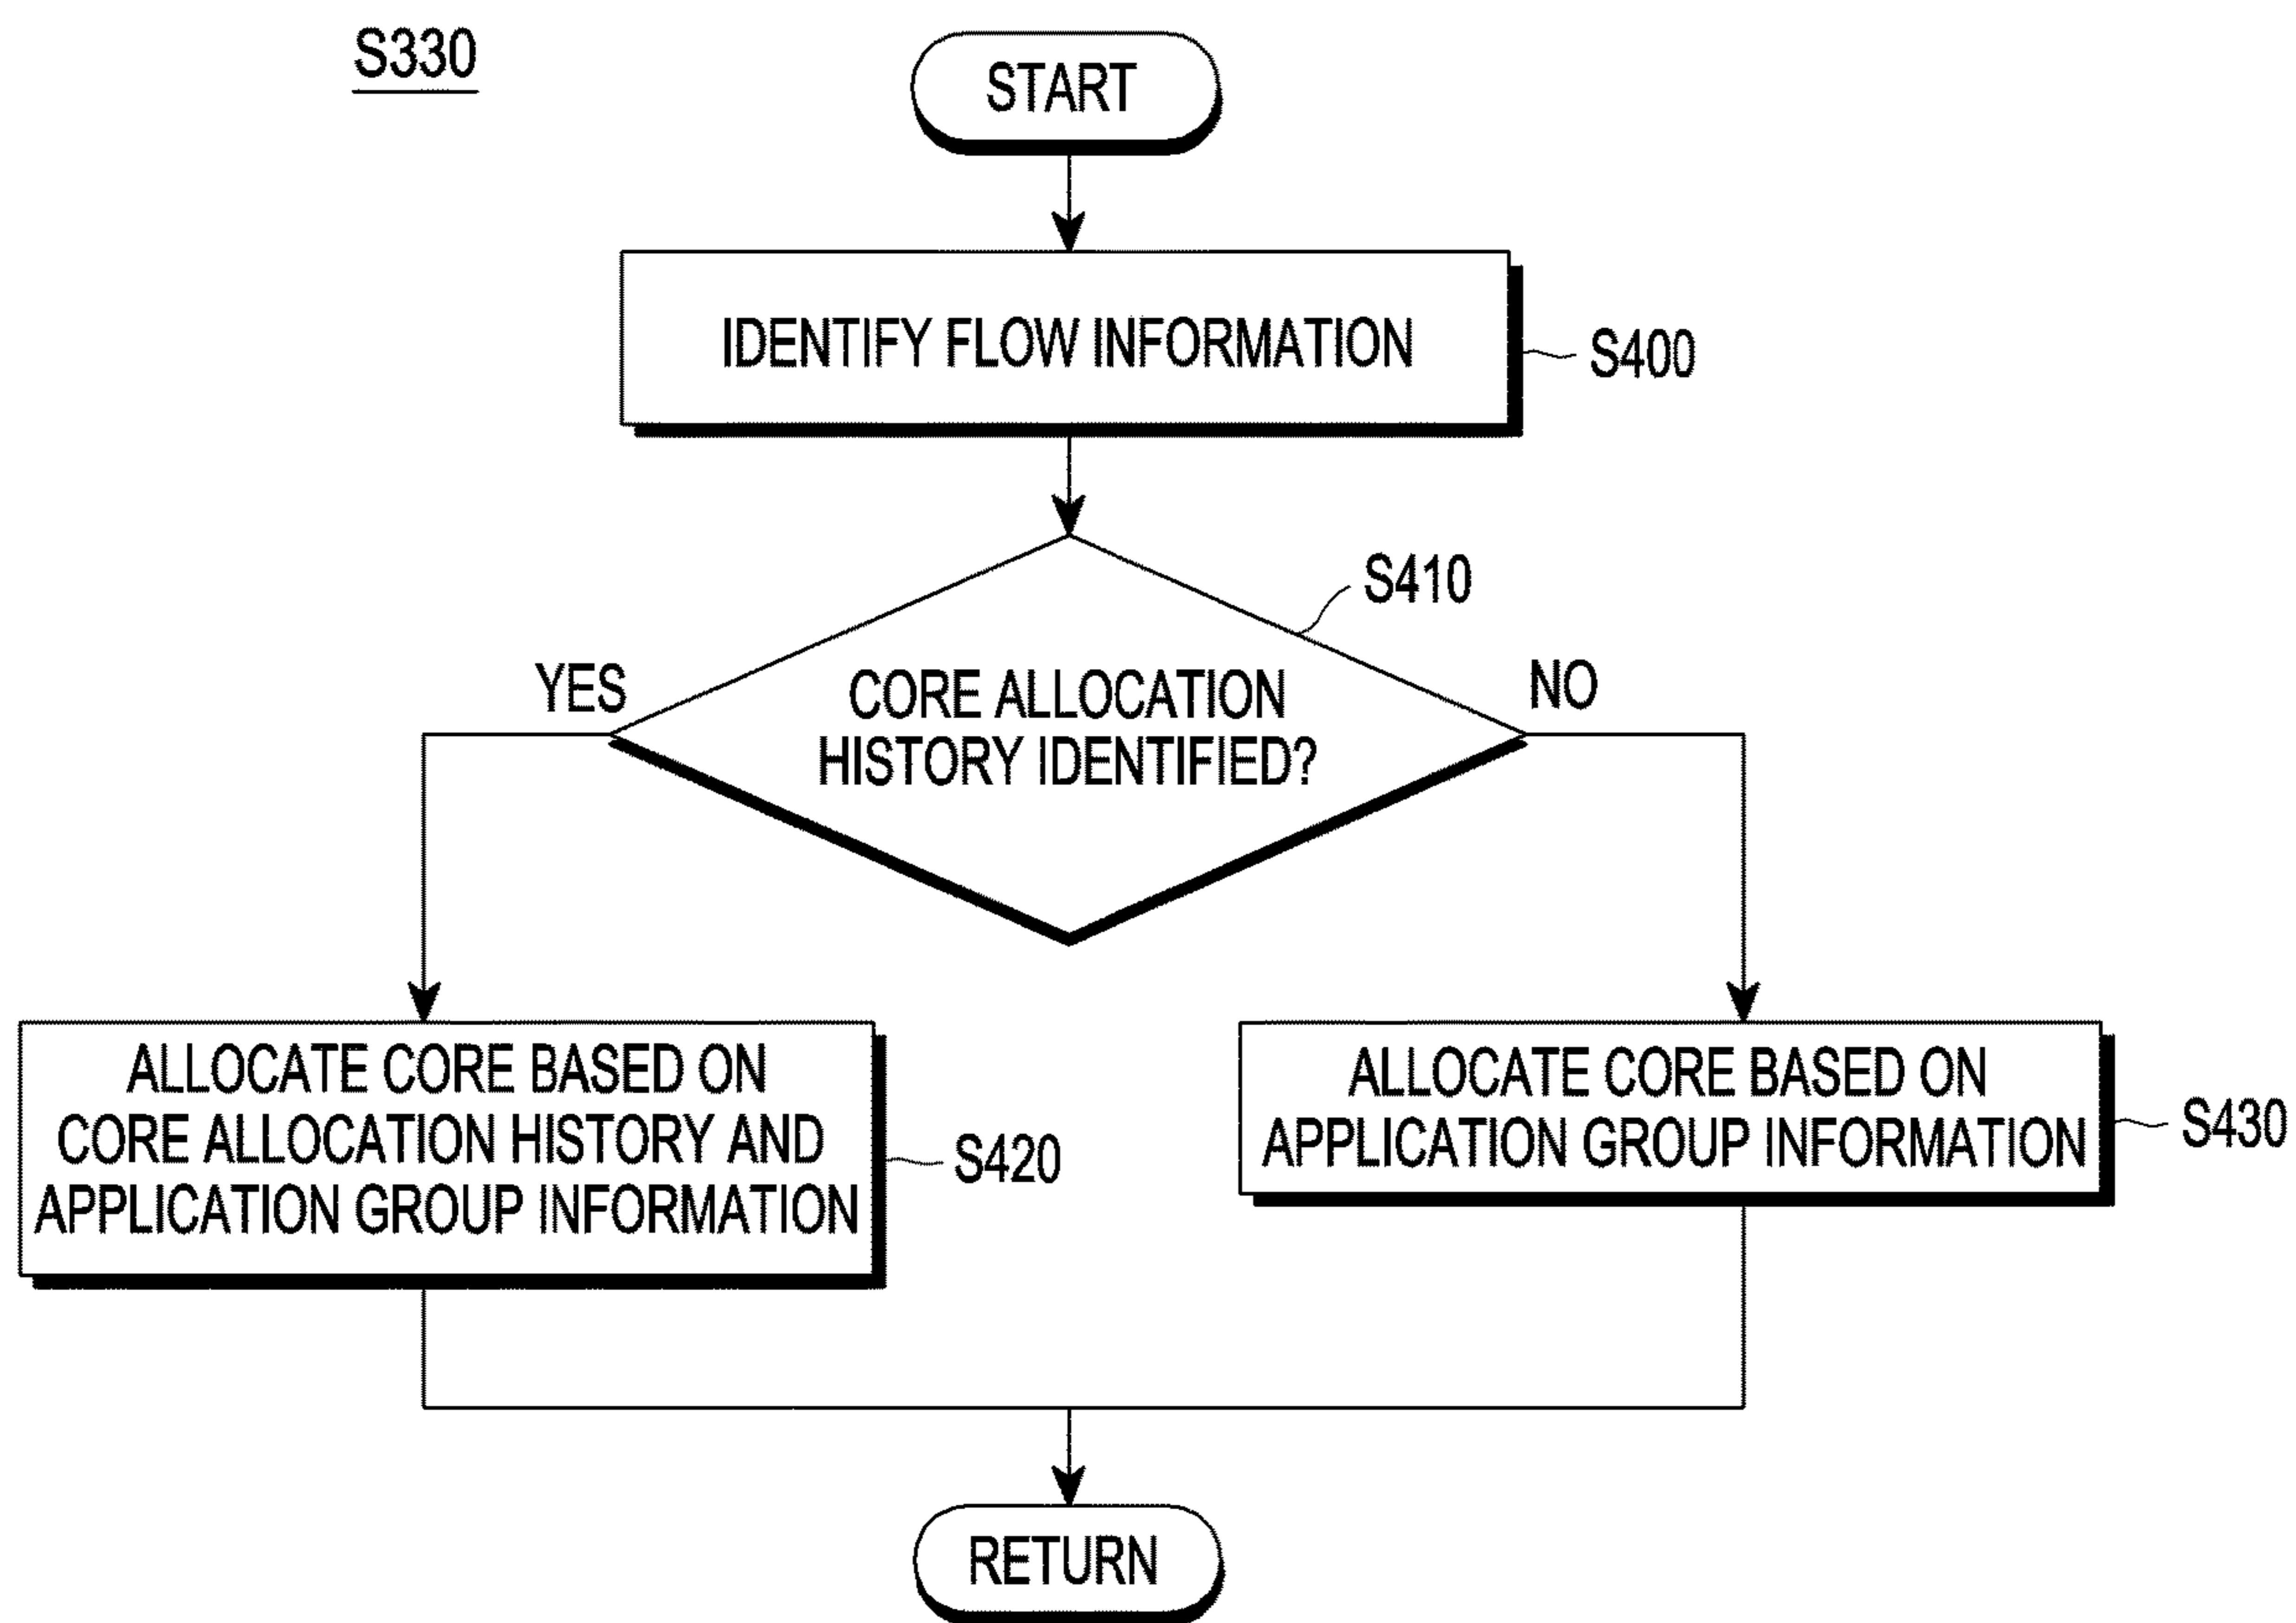 S330
START
IDENTIFY FLOW INFORMATION
S400
S410
YES
CORE ALLOCATION
HISTORY IDENTIFIED?
NO
ALLOCATE CORE BASED ON
CORE ALLOCATION HISTORY AND
APPLICATION GROUP INFORMATION
S420
ALLOCATE CORE BASED ON
APPLICATION GROUP INFORMATION
S430
RETURN